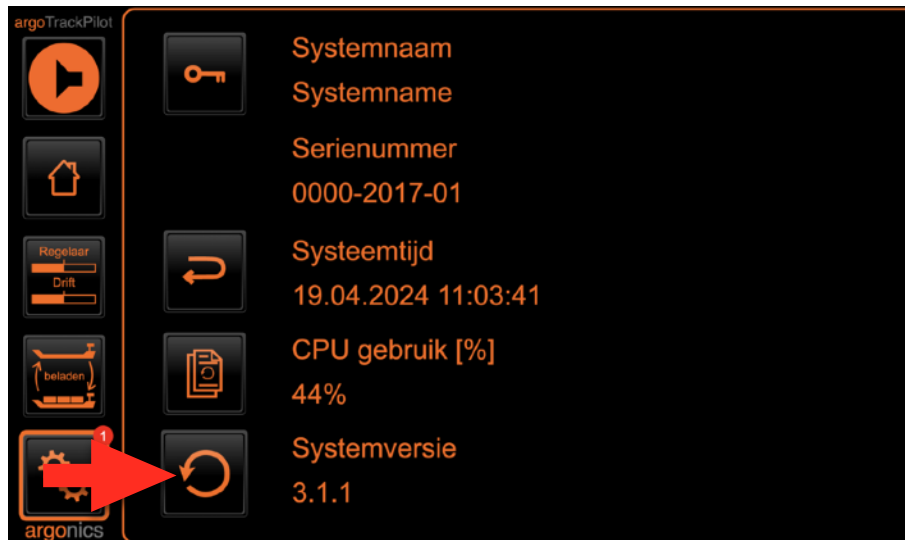 argoTrackPilot
Systemnaam
Systemname
Serienummer
0000-2017-01
Regelaar
Drift
Systeemtijd
19.04.2024 11:03:41
beladen
CPU gebruik [%]
44%
1
Systemversie
3.1.1
argonics